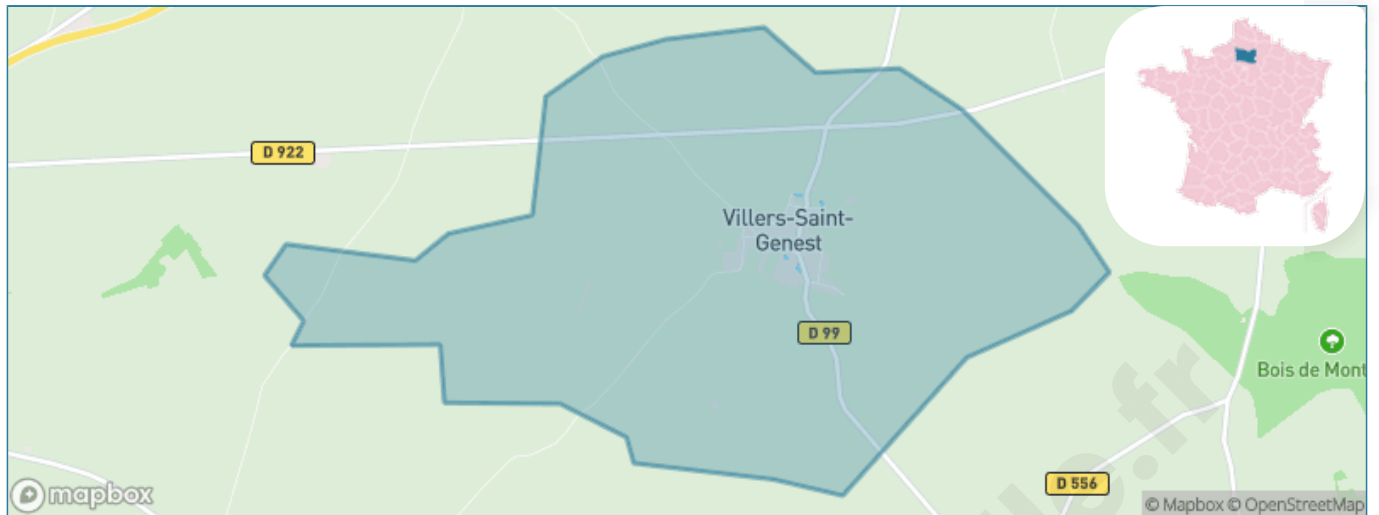 D 922
Villers-Saint-
Genest
D 99
Bois de Mont
D 556
mapbox
© Mapbox © OpenStreetMap